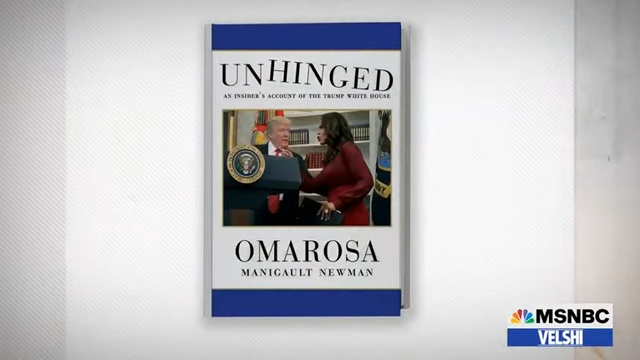 UNHINGED
AN INSIDER'S ACCOUNT OF THE TRUMP WHITE HOUSE
OMAROSA
MANIGAULT NEWMAN
MSNBC
VELSHI